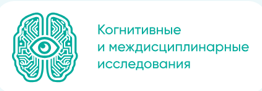 Когнитивные
и междисциплинарные
исследования